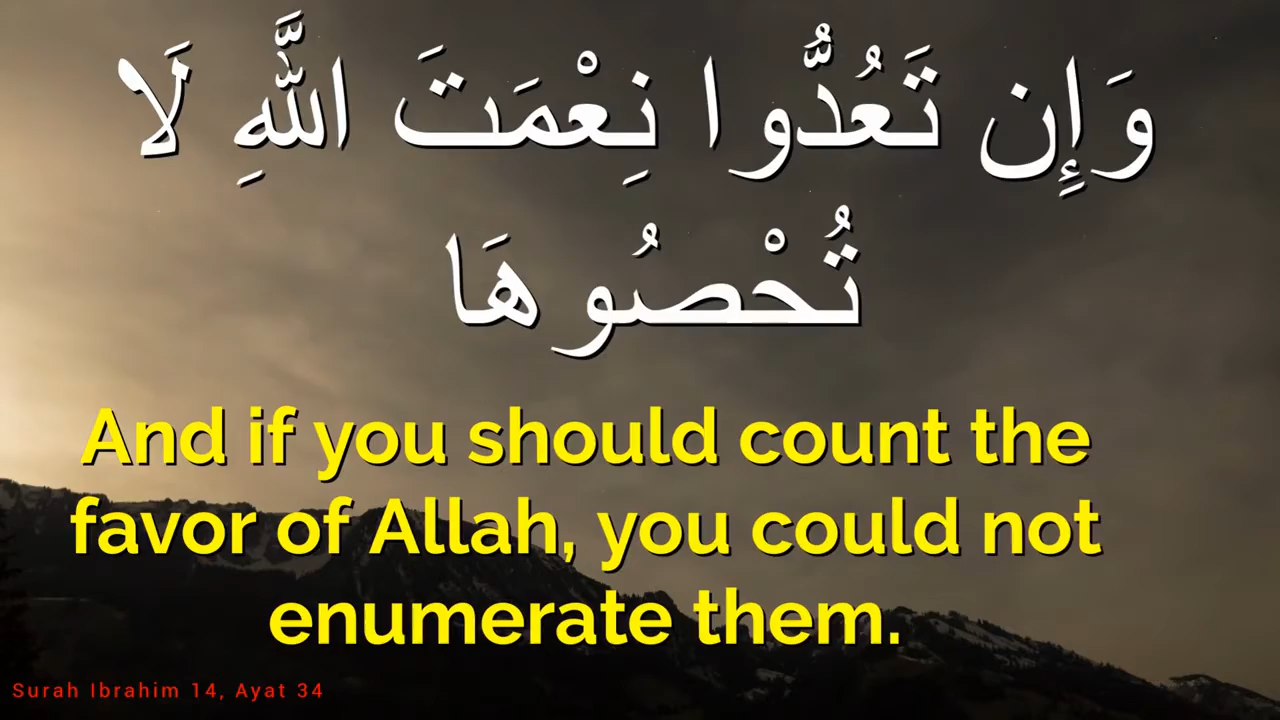 وَإِن تَعُدُّوا نِعْمَتَ اللَّهِ لَا
تُحْصُوهَا
And if you should count the
favor of Allah, you could not
enumerate them.
Surah Ibrahim 14, Ayat 34